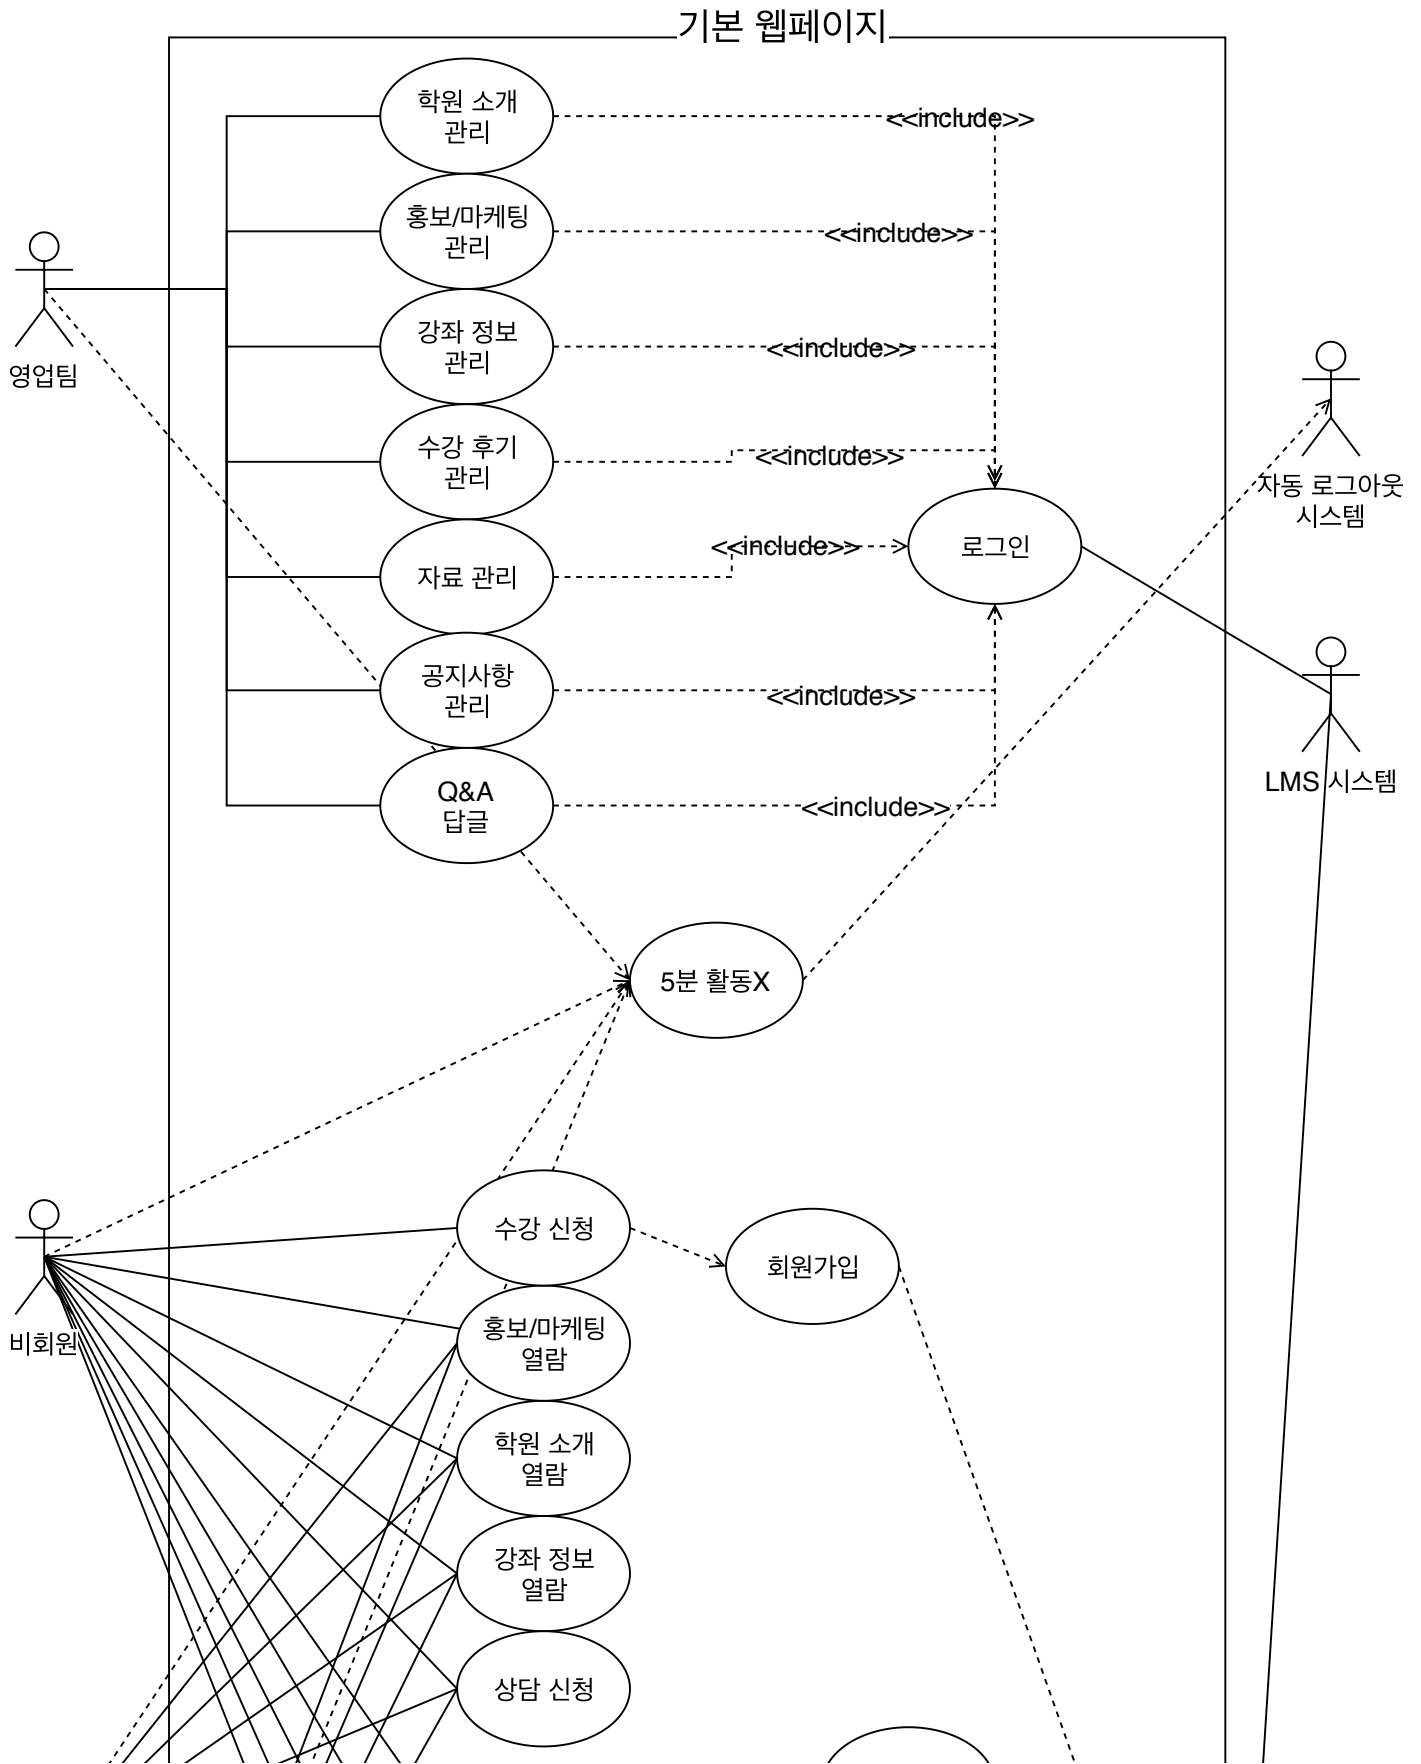 기본 웹페이지
학원 소개
관리
<<include>>
홍보/마케팅
관리
<<include>>
영업팀
강좌 정보
관리
<<include>>
수강 후기
관리
<<include>>
자동 로그아웃
시스템
자료 관리
<<include>>
로그인
공지사항
관리
<<include>>
LMS 시스템
Q&A
답글
<<include>>
5분 활동X
수강 신청
회원가입
비회원
홍보/마케팅
열람
학원 소개
열람
강좌 정보
열람
상담 신청